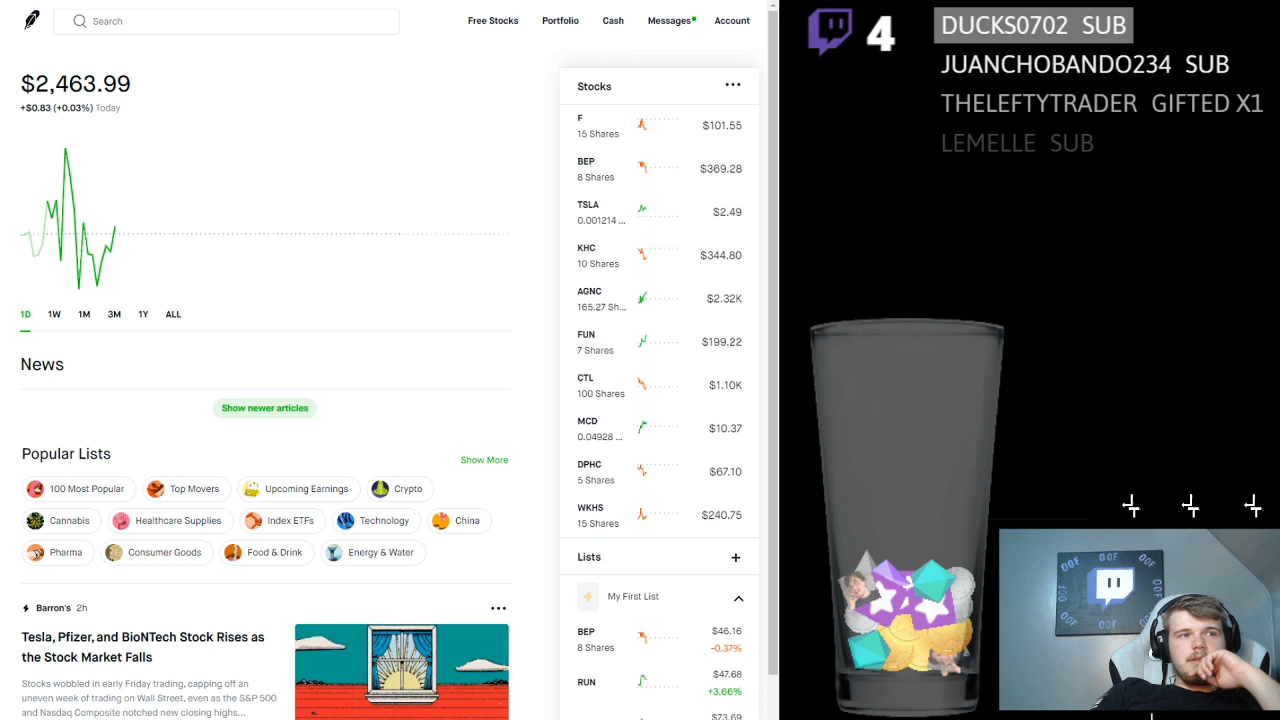 Search
Free Stocks
Portfolio
Cash
Messages
Account
$2,463.99
+$0.83 (+0.03%) Today
1D
1W
1M
3M
1Y
ALL
News
Show newer articles
Popular Lists
Show More
100 Most Popular
Top Movers
Upcoming Earnings
Crypto
Cannabis
Healthcare Supplies
Index ETFs
Technology
China
Pharma
Consumer Goods
Food & Drink
Energy & Water
Barron's 2h
Tesla, Pfizer, and BioNTech Stock Rises as
the Stock Market Falls
Stocks wobbled in early Friday trading, capping off an
uneven week of trading on Wall Street, even as the S&P 500
and Nasdaq Composite notched new closing highs...
Stocks
F
15 Shares
$101.55
BEP
8 Shares
$369.28
TSLA
0.001214 ...
$2.49
KHC
10 Shares
$344.80
AGNC
165.27 Sh...
$2.32K
FUN
7 Shares
$199.22
CTL
100 Shares
$1.10K
MCD
0.04928 ...
$10.37
DPHC
5 Shares
$67.10
WKHS
15 Shares
$240.75
Lists
My First List
BEP
8 Shares
$46.16
-0.37%
RUN
$47.68
+3.66%
$73.69
4
DUCKS0702 SUB
JUANCHOBANDO234 SUB
THELEFTYTRADER GIFTED X1
LEMELLE SUB
OOF
OOF
OOF
OOF
OOF